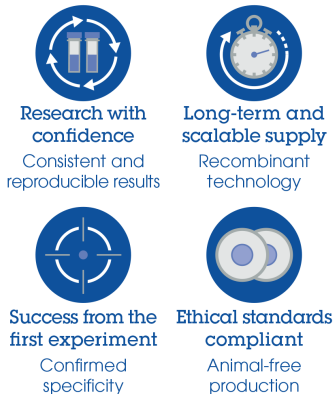 Research with
confidence
Consistent and
reproducible results
Long-term and
scalable supply
Recombinant
technology
Success from the
first experiment
Confirmed
specificity
Ethical standards
compliant
Animal-free
production